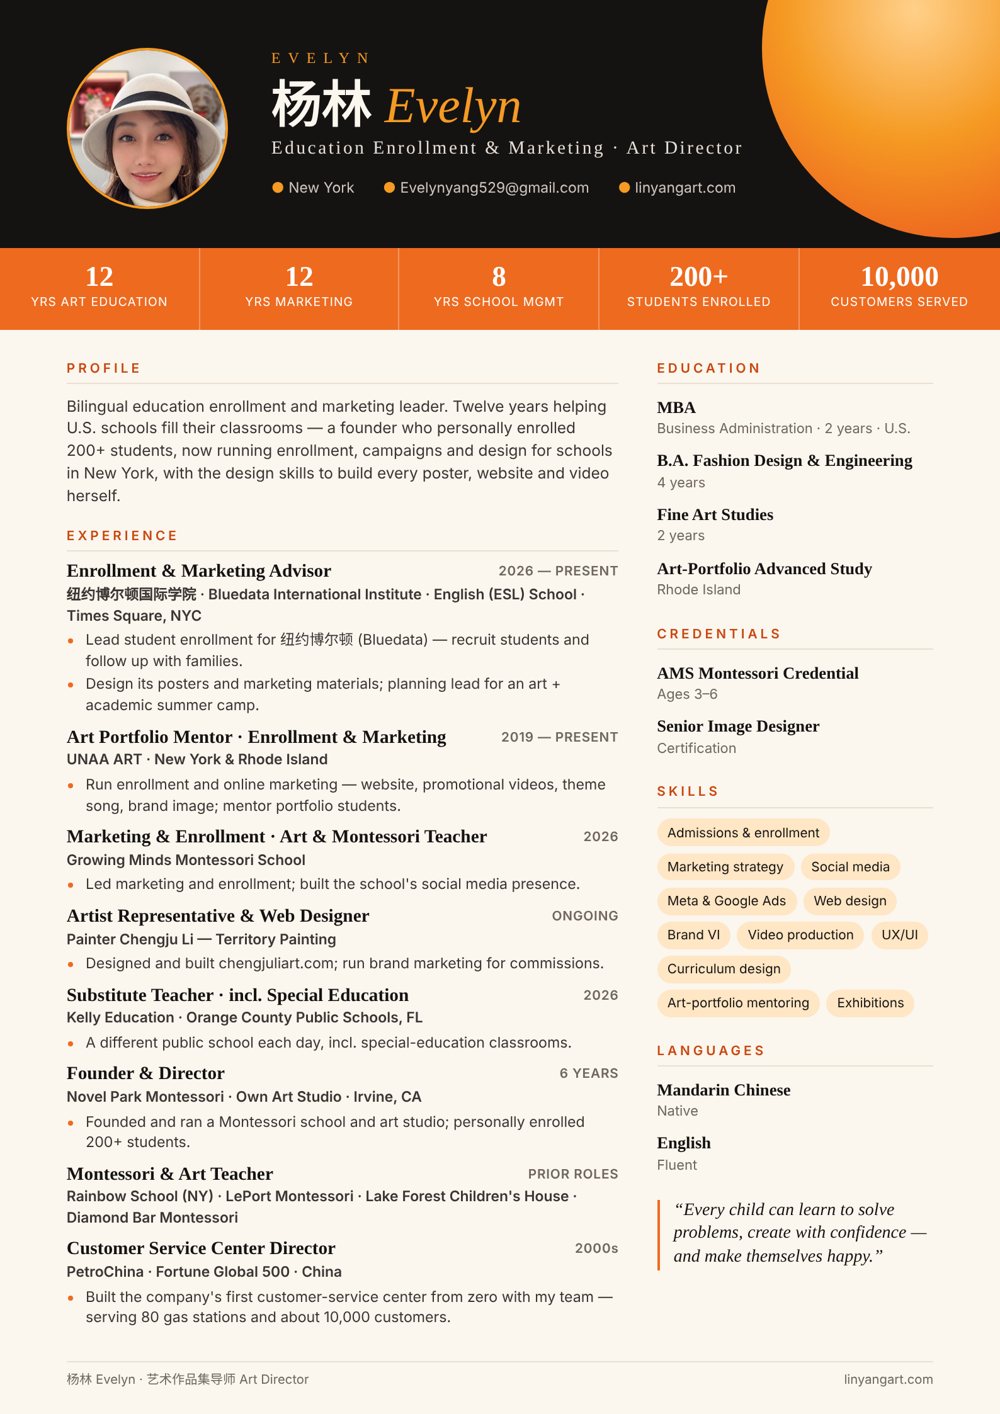 EVELYN
杨林 Evelyn
Education Enrollment & Marketing · Art Director
New York
Evelynyang529@gmail.com
linyangart.com
12
YRS ART EDUCATION
12
YRS MARKETING
8
YRS SCHOOL MGMT
200+
STUDENTS ENROLLED
10,000
CUSTOMERS SERVED
PROFILE
Bilingual education enrollment and marketing leader. Twelve years helping
U.S. schools fill their classrooms — a founder who personally enrolled
200+ students, now running enrollment, campaigns and design for schools
in New York, with the design skills to build every poster, website and video
herself.
EXPERIENCE
Enrollment & Marketing Advisor
2026 — PRESENT
纽约博尔顿国际学院 · Bluedata International Institute · English (ESL) School ·
Times Square, NYC
• Lead student enrollment for 纽约博尔顿 (Bluedata) — recruit students and
follow up with families.
• Design its posters and marketing materials; planning lead for an art +
academic summer camp.
Art Portfolio Mentor · Enrollment & Marketing
2019 — PRESENT
UNAA ART · New York & Rhode Island
• Run enrollment and online marketing — website, promotional videos, theme
song, brand image; mentor portfolio students.
Marketing & Enrollment · Art & Montessori Teacher
2026
Growing Minds Montessori School
• Led marketing and enrollment; built the school's social media presence.
Artist Representative & Web Designer
ONGOING
Painter Chengju Li — Territory Painting
• Designed and built chengjuliart.com; run brand marketing for commissions.
Substitute Teacher · incl. Special Education
2026
Kelly Education · Orange County Public Schools, FL
• A different public school each day, incl. special-education classrooms.
Founder & Director
6 YEARS
Novel Park Montessori · Own Art Studio · Irvine, CA
• Founded and ran a Montessori school and art studio; personally enrolled
200+ students.
Montessori & Art Teacher
PRIOR ROLES
Rainbow School (NY) · LePort Montessori · Lake Forest Children's House ·
Diamond Bar Montessori
Customer Service Center Director
2000s
PetroChina · Fortune Global 500 · China
• Built the company's first customer-service center from zero with my team —
serving 80 gas stations and about 10,000 customers.
EDUCATION
MBA
Business Administration · 2 years · U.S.
B.A. Fashion Design & Engineering
4 years
Fine Art Studies
2 years
Art-Portfolio Advanced Study
Rhode Island
CREDENTIALS
AMS Montessori Credential
Ages 3–6
Senior Image Designer
Certification
SKILLS
Admissions & enrollment
Marketing strategy
Social media
Meta & Google Ads
Web design
Brand VI
Video production
UX/UI
Curriculum design
Art-portfolio mentoring
Exhibitions
LANGUAGES
Mandarin Chinese
Native
English
Fluent
“Every child can learn to solve
problems, create with confidence —
and make themselves happy.”
杨林 Evelyn · 艺术作品集导师 Art Director
linyangart.com